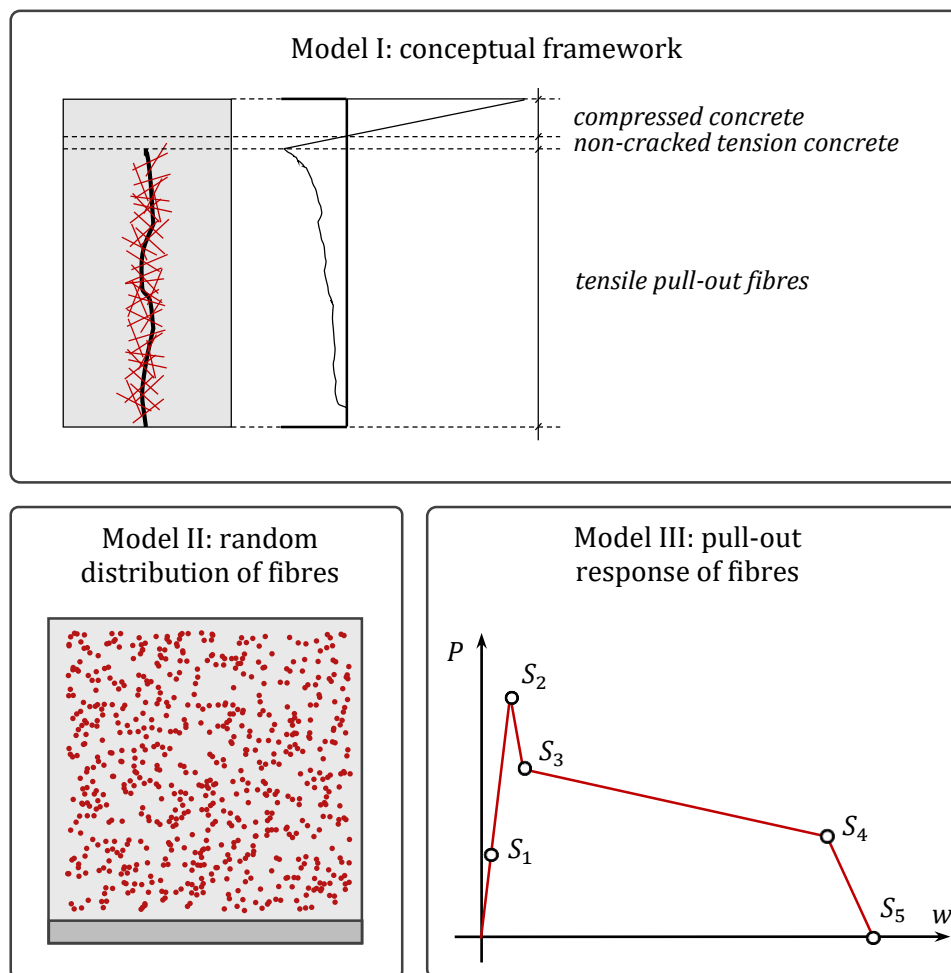 Model I: conceptual framework
compressed concrete
non-cracked tension concrete
tensile pull-out fibres
Model II: random
distribution of fibres
Model III: pull-out
response of fibres
P
S₂
S₃
S₁
S₄
S₅
w